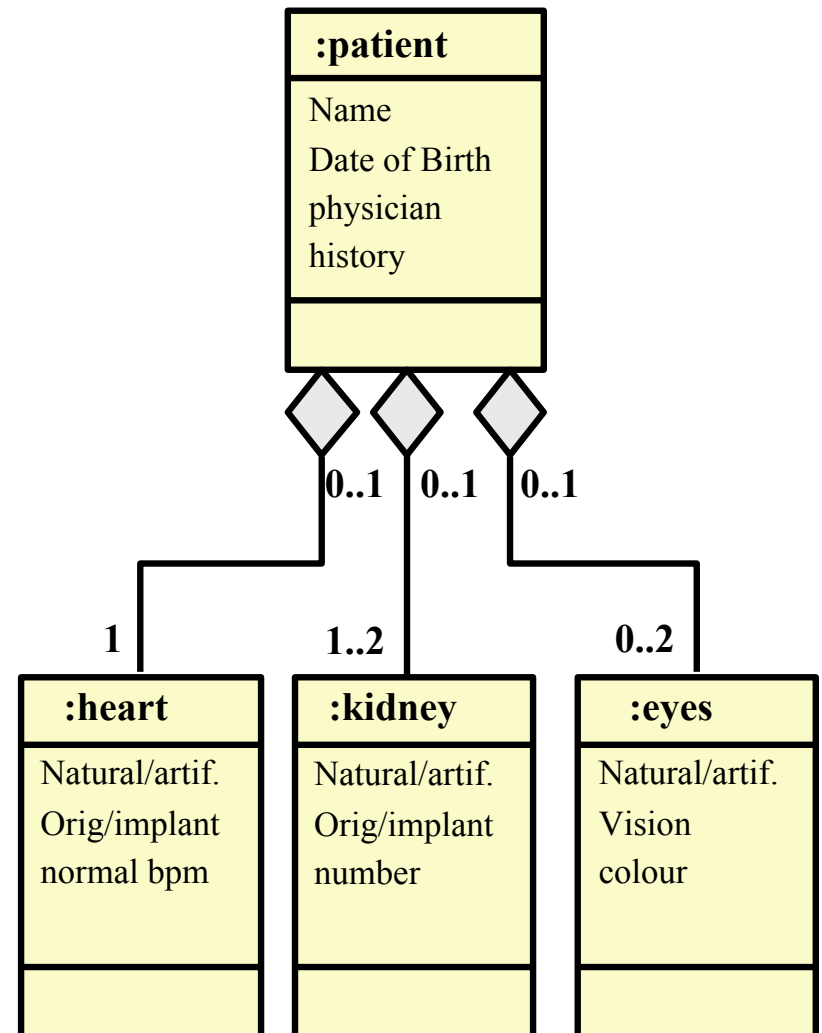 :patient
Name
Date of Birth
physician
history
0..1 0..1 0..1
1 1..2 0..2
:heart
Natural/artif.
Orig/implant
normal bpm
:kidney
Natural/artif.
Orig/implant
number
:eyes
Natural/artif.
Vision
colour